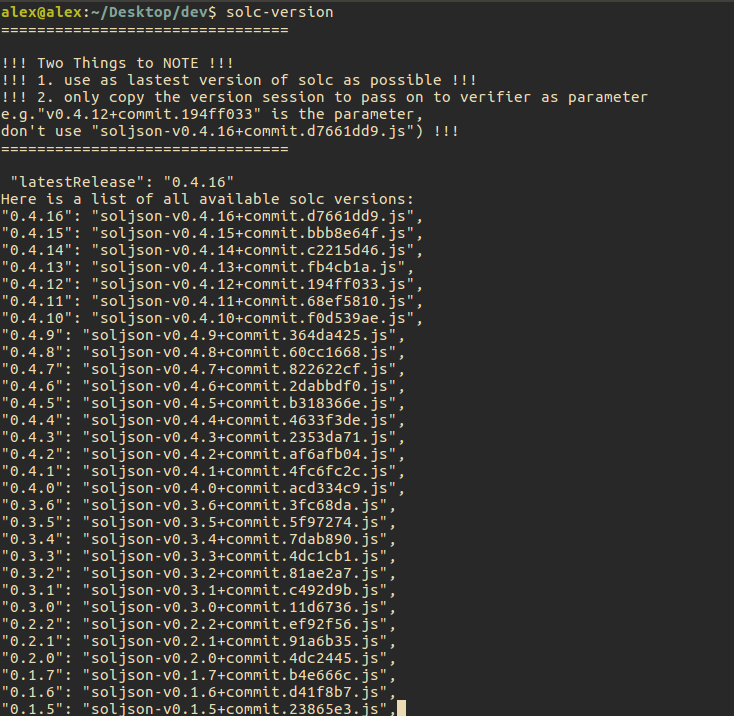 alex@alex:~/Desktop/dev$ solc-version
================================
!!! Two Things to NOTE !!!
!!! 1. use as lastest version of solc as possible !!!
!!! 2. only copy the version session to pass on to verifier as parameter
e.g."v0.4.12+commit.194ff033" is the parameter,
don't use "soljson-v0.4.16+commit.d7661dd9.js") !!!
================================
"latestRelease": "0.4.16"
Here is a list of all available solc versions:
"0.4.16": "soljson-v0.4.16+commit.d7661dd9.js",
"0.4.15": "soljson-v0.4.15+commit.bbb8e64f.js",
"0.4.14": "soljson-v0.4.14+commit.c2215d46.js",
"0.4.13": "soljson-v0.4.13+commit.fb4cb1a.js",
"0.4.12": "soljson-v0.4.12+commit.194ff033.js",
"0.4.11": "soljson-v0.4.11+commit.68ef5810.js",
"0.4.10": "soljson-v0.4.10+commit.f0d539ae.js",
"0.4.9": "soljson-v0.4.9+commit.364da425.js",
"0.4.8": "soljson-v0.4.8+commit.60cc1668.js",
"0.4.7": "soljson-v0.4.7+commit.822622cf.js",
"0.4.6": "soljson-v0.4.6+commit.2dabbdf0.js",
"0.4.5": "soljson-v0.4.5+commit.b318366e.js",
"0.4.4": "soljson-v0.4.4+commit.4633f3de.js",
"0.4.3": "soljson-v0.4.3+commit.2353da71.js",
"0.4.2": "soljson-v0.4.2+commit.af6afb04.js",
"0.4.1": "soljson-v0.4.1+commit.4fc6fc2c.js",
"0.4.0": "soljson-v0.4.0+commit.acd334c9.js",
"0.3.6": "soljson-v0.3.6+commit.3fc68da.js",
"0.3.5": "soljson-v0.3.5+commit.5f97274.js",
"0.3.4": "soljson-v0.3.4+commit.7dab890.js",
"0.3.3": "soljson-v0.3.3+commit.4dc1cb1.js",
"0.3.2": "soljson-v0.3.2+commit.81ae2a7.js",
"0.3.1": "soljson-v0.3.1+commit.c492d9b.js",
"0.3.0": "soljson-v0.3.0+commit.11d6736.js",
"0.2.2": "soljson-v0.2.2+commit.ef92f56.js",
"0.2.1": "soljson-v0.2.1+commit.91a6b35.js",
"0.2.0": "soljson-v0.2.0+commit.4dc2445.js",
"0.1.7": "soljson-v0.1.7+commit.b4e666c.js",
"0.1.6": "soljson-v0.1.6+commit.d41f8b7.js",
"0.1.5": "soljson-v0.1.5+commit.23865e3.js",